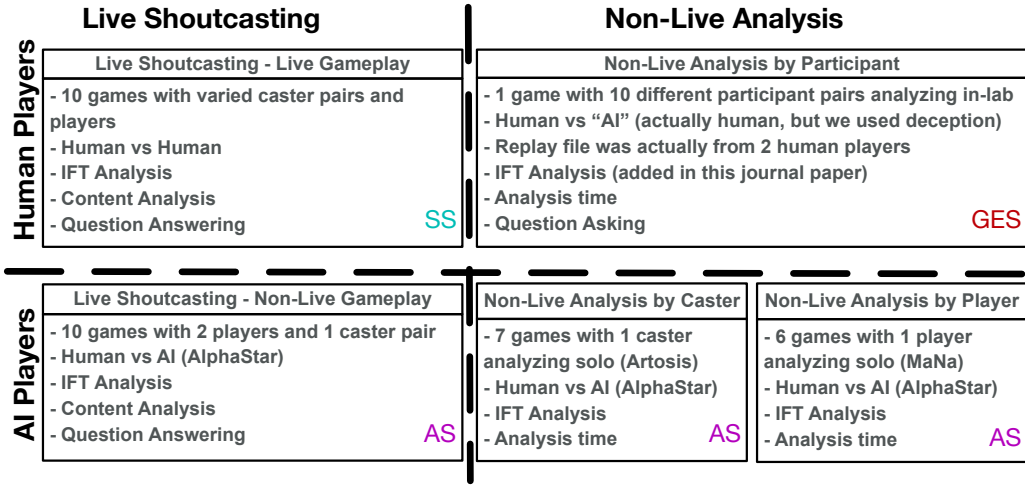 Live Shoutcasting
Non-Live Analysis
Human Players
Live Shoutcasting - Live Gameplay
- 10 games with varied caster pairs and
players
- Human vs Human
- IFT Analysis
- Content Analysis
- Question Answering
SS
Non-Live Analysis by Participant
- 1 game with 10 different participant pairs analyzing in-lab
- Human vs “AI” (actually human, but we used deception)
- Replay file was actually from 2 human players
- IFT Analysis (added in this journal paper)
- Analysis time
- Question Asking
GES
AI Players
Live Shoutcasting - Non-Live Gameplay
- 10 games with 2 players and 1 caster pair
- Human vs AI (AlphaStar)
- IFT Analysis
- Content Analysis
- Question Answering
AS
Non-Live Analysis by Caster
- 7 games with 1 caster
analyzing solo (Artosis)
- Human vs AI (AlphaStar)
- IFT Analysis
- Analysis time
AS
Non-Live Analysis by Player
- 6 games with 1 player
analyzing solo (MaNa)
- Human vs AI (AlphaStar)
- IFT Analysis
- Analysis time
AS